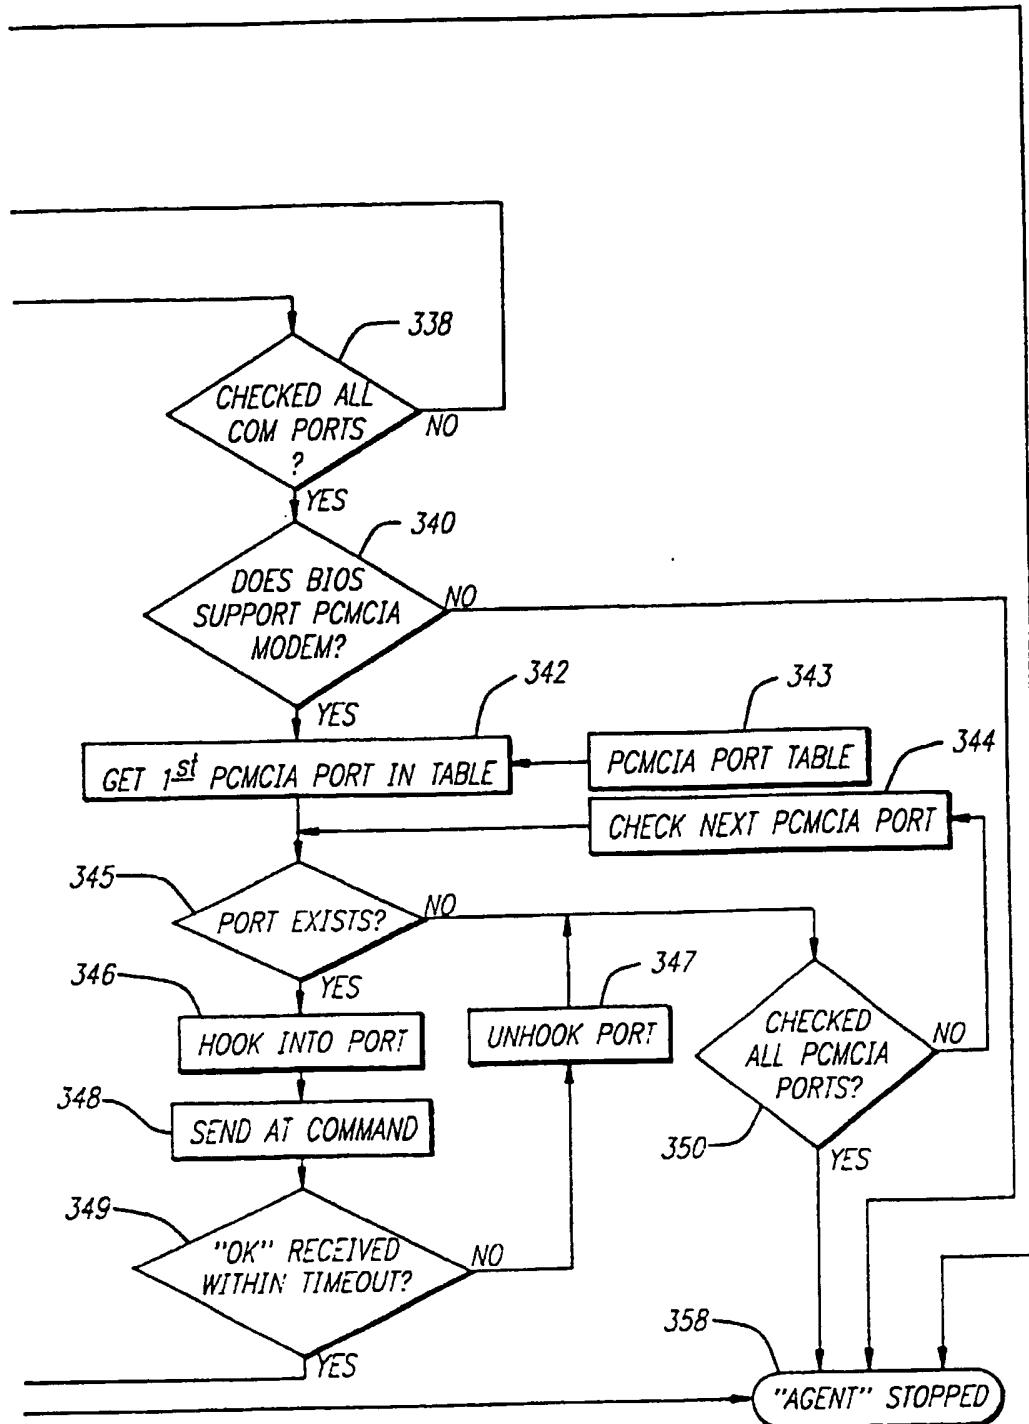 338
CHECKED ALL
COM PORTS
?
NO
YES
340
DOES BIOS
SUPPORT PCMCIA
MODEM?
NO
YES
342
343
GET 1st PCMCIA PORT IN TABLE
PCMCIA PORT TABLE
344
CHECK NEXT PCMCIA PORT
345
PORT EXISTS?
NO
YES
346
HOOK INTO PORT
347
UNHOOK PORT
CHECKED
ALL PCMCIA
PORTS?
NO
350
YES
348
SEND AT COMMAND
349
"OK" RECEIVED
WITHIN TIMEOUT?
NO
YES
358
"AGENT" STOPPED